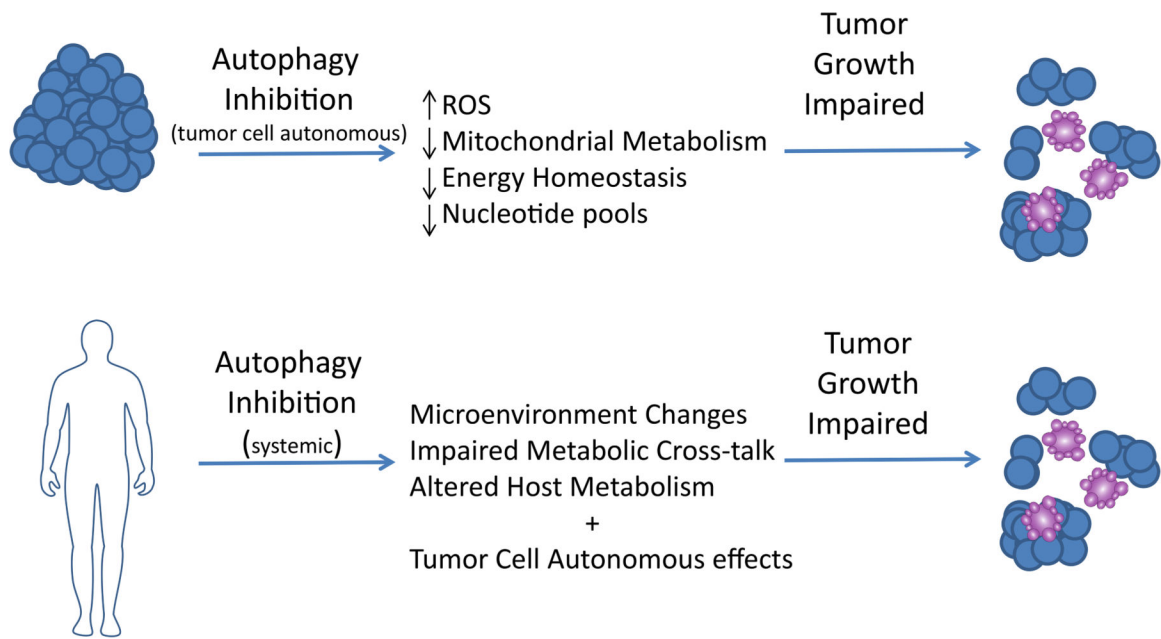 Autophagy
Inhibition
(tumor cell autonomous)
↑ ROS
↓ Mitochondrial Metabolism
↓ Energy Homeostasis
↓ Nucleotide pools
Tumor
Growth
Impaired
Autophagy
Inhibition
(systemic)
Microenvironment Changes
Impaired Metabolic Cross-talk
Altered Host Metabolism
+
Tumor Cell Autonomous effects
Tumor
Growth
Impaired